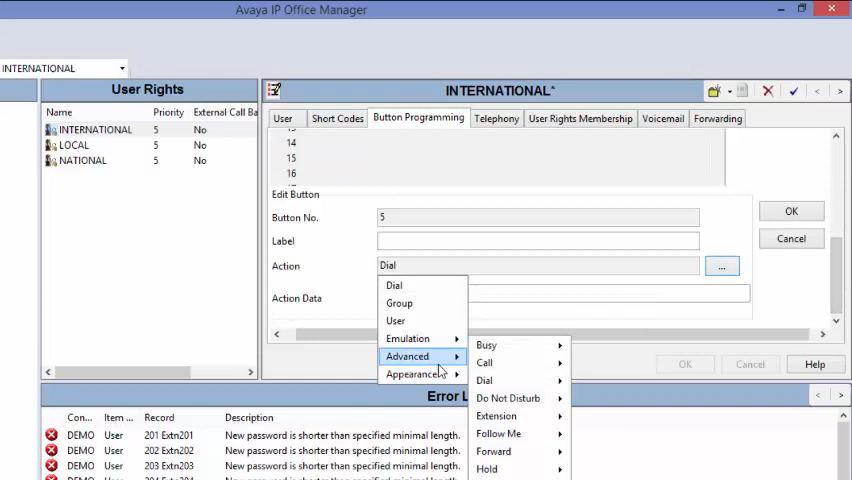 Avaya IP Office Manager
INTERNATIONAL
User Rights
Name Priority External Call Ba
INTERNATIONAL 5 No
LOCAL 5 No
NATIONAL 5 No
INTERNATIONAL*
User Short Codes Button Programming Telephony User Rights Membership Voicemail Forwarding
14
15
16
Edit Button
Button No. 5
Label
Action Dial ...
Action Data
OK
Cancel
Dial
Group
User
Emulation
Advanced
Appearance
Busy
Call
Dial
Do Not Disturb
Extension
Follow Me
Forward
Hold
OK Cancel Help
Error L
Con... Item ... Record Description
DEMO User 201 Extn201 New password is shorter than specified minimal length.
DEMO User 202 Extn202 New password is shorter than specified minimal length.
DEMO User 203 Extn203 New password is shorter than specified minimal length.